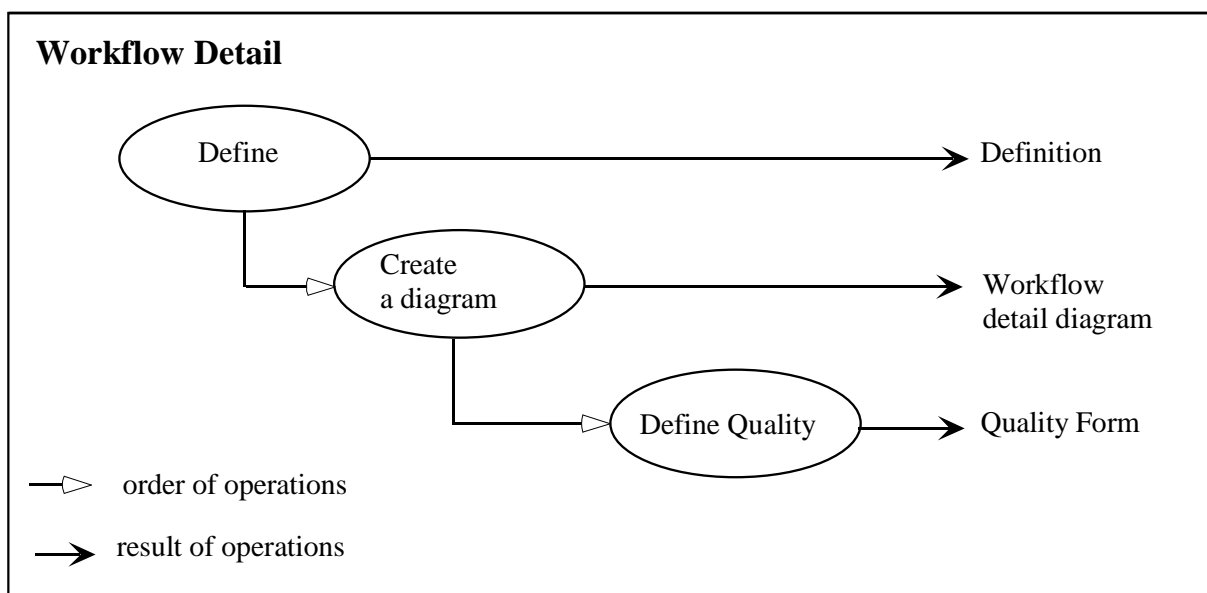 Workflow Detail
Define
Definition
Create
a diagram
Workflow
detail diagram
Define Quality
Quality Form
order of operations
result of operations